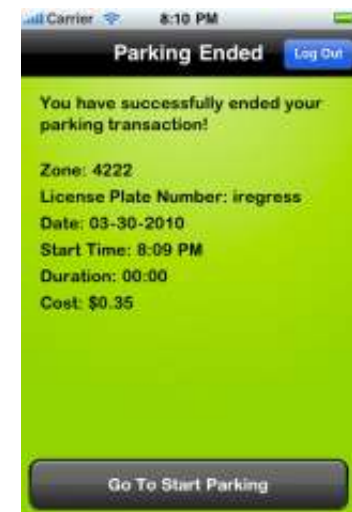 Carrier 8:10 PM
Parking Ended Log Out
You have successfully ended your
parking transaction!
Zone: 4222
License Plate Number: iregress
Date: 03-30-2010
Start Time: 8:09 PM
Duration: 00:00
Cost: $0.35
Go To Start Parking